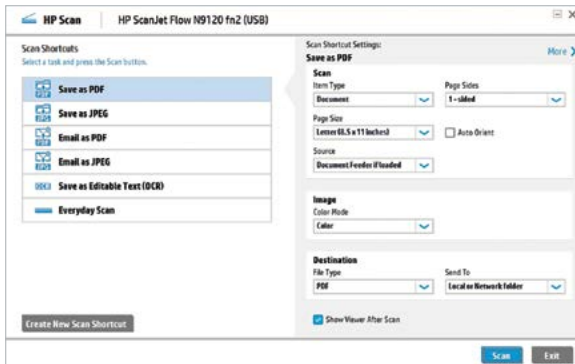 HP Scan
HP ScanJet Flow N9120 fn2 (USB)
Scan Shortcuts
Select a task and press the Scan button.
Save as PDF
Save as JPEG
Email as PDF
Email as JPEG
Save as Editable Text (OCR)
Everyday Scan
Create New Scan Shortcut
Scan Shortcut Settings:
Save as PDF
More
Scan
Item Type
Page Sides
Document
1-sided
Page Size
Letter (8.5 x 11 inches)
Auto Orient
Source
Document Feeder if loaded
Image
Color Mode
Color
Destination
File Type
Send To
PDF
Local or Network folder
Show Viewer After Scan
Scan
Exit